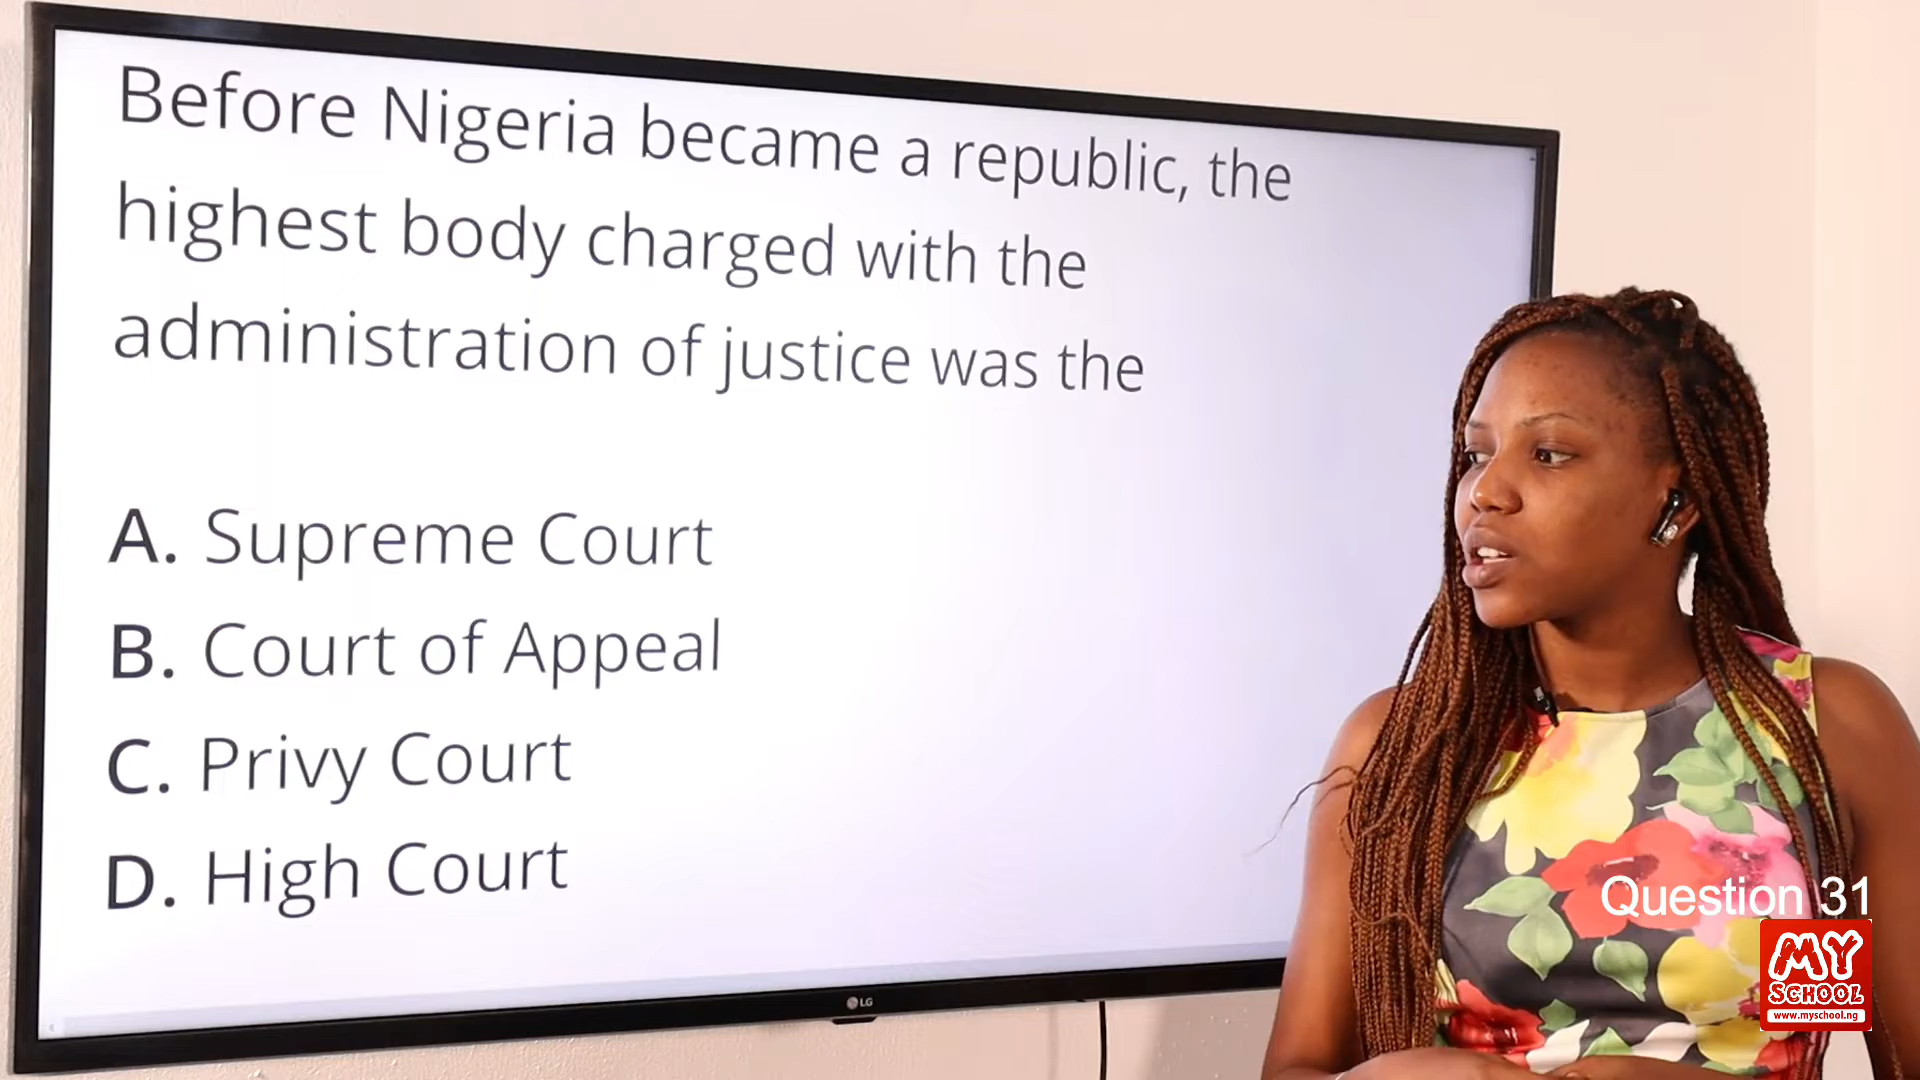 Before Nigeria became a republic, the
highest body charged with the
administration of justice was the
A. Supreme Court
B. Court of Appeal
C. Privy Court
D. High Court
LG
Question 31
MY
SCHOOL
www.myschool.ng